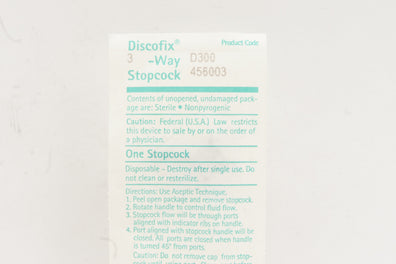 Discofix® Product Code
3 -Way D300
Stopcock 456003
Contents of unopened, undamaged pack-
age are: Sterile • Nonpyrogenic
Caution: Federal (U.S.A.) Law restricts
this device to sale by or on the order of
a physician.
One Stopcock
Disposable - Destroy after single use. Do
not clean or resterilize.
Directions: Use Aseptic Technique.
1. Peel open package and remove stopcock.
2. Rotate handle to control fluid flow.
3. Stopcock flow will be through ports
aligned with indicator ribs on handle.
4. Port aligned with stopcock handle will be
closed. All ports are closed when handle
is turned 45° from ports.
Caution: Do not remove cap from stop-